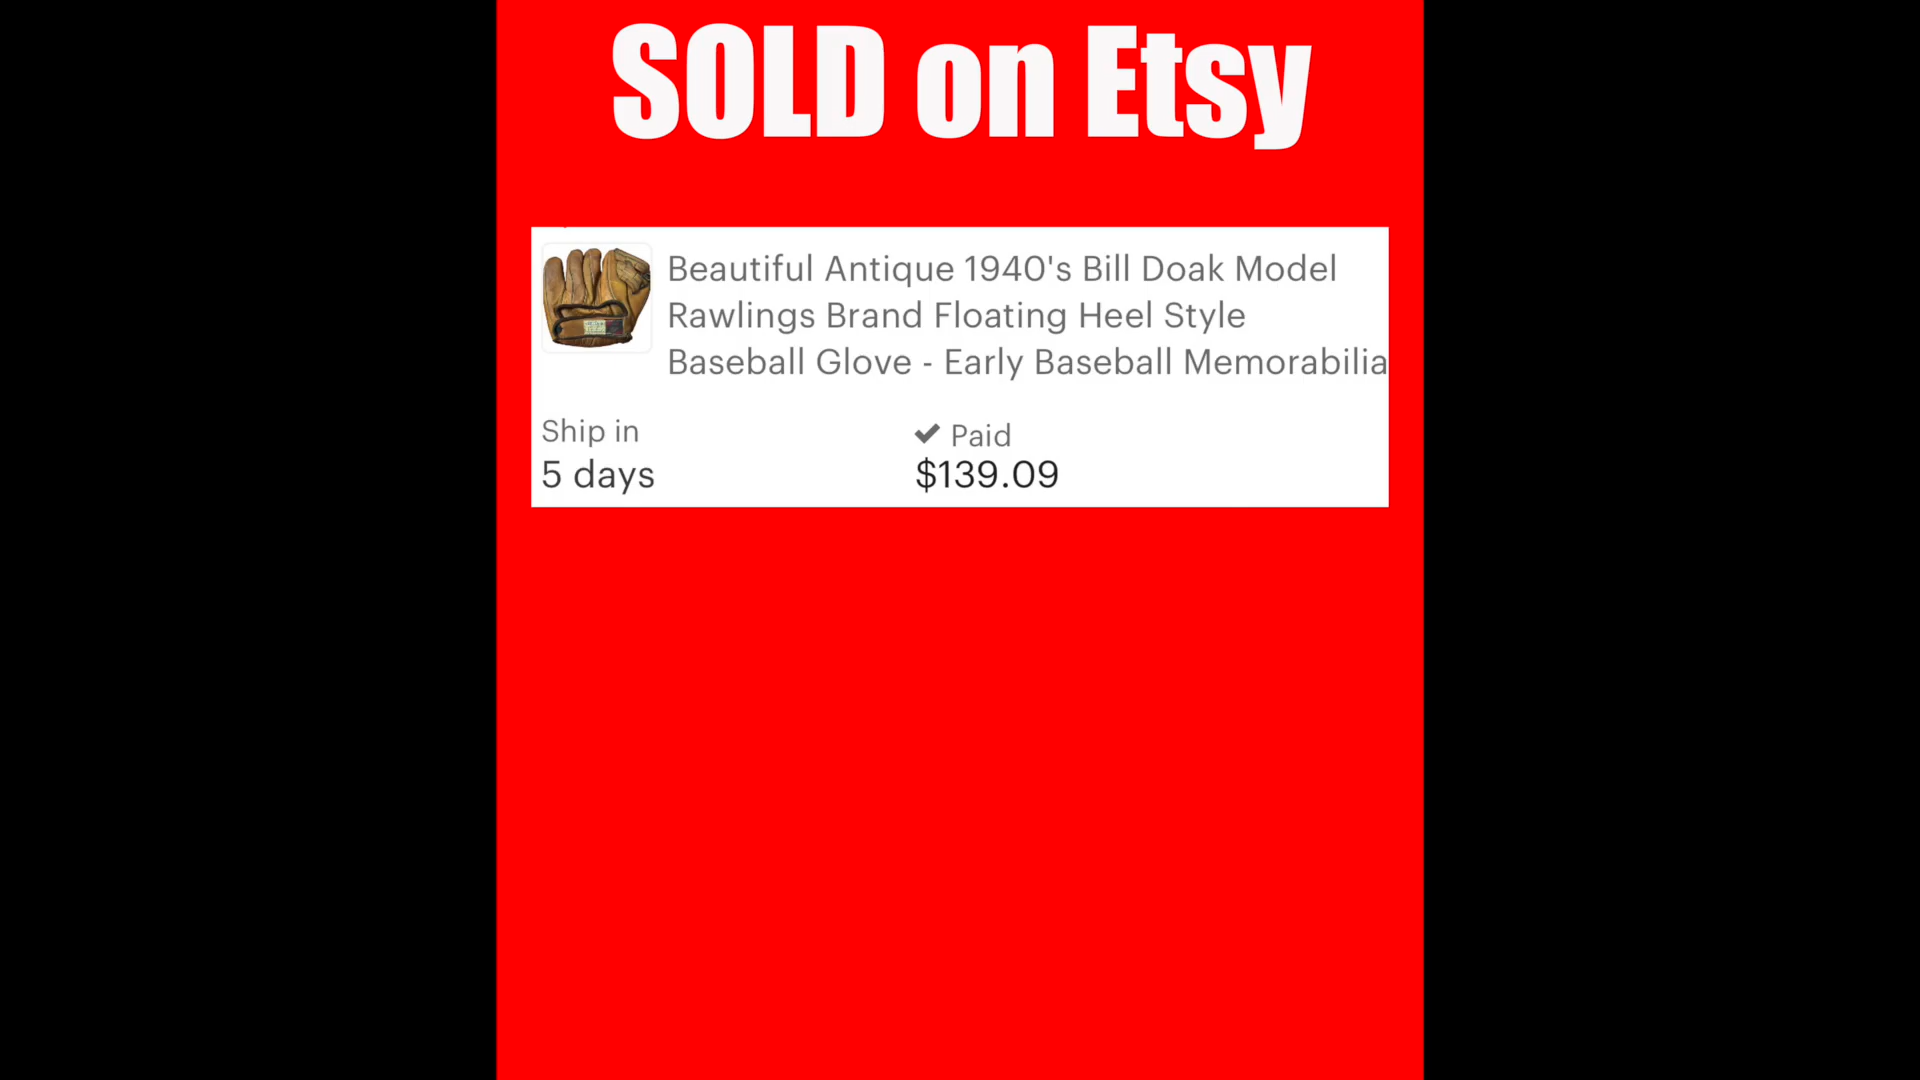 SOLD on Etsy
Beautiful Antique 1940's Bill Doak Model
Rawlings Brand Floating Heel Style
Baseball Glove - Early Baseball Memorabilia
Ship in
5 days
✔ Paid
$139.09